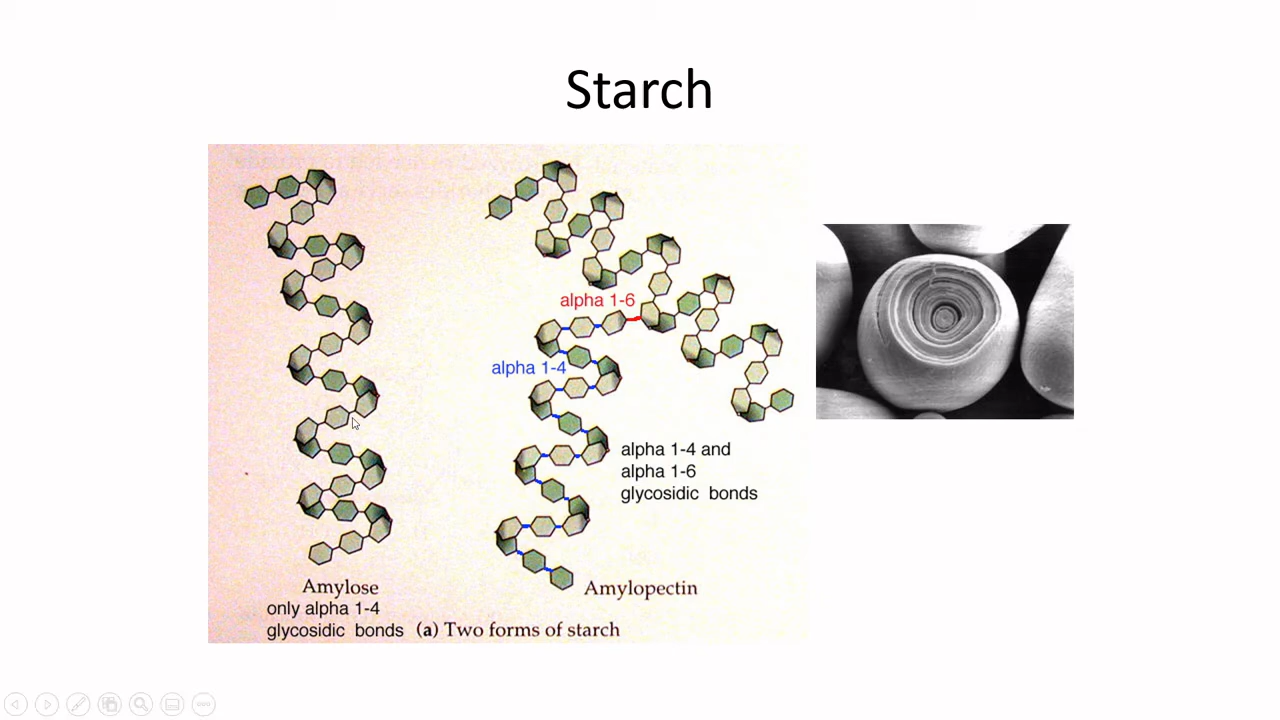 Starch
alpha 1-6
alpha 1-4
alpha 1-4 and
alpha 1-6
glycosidic bonds
Amylose
only alpha 1-4
glycosidic bonds
Amylopectin
(a) Two forms of starch